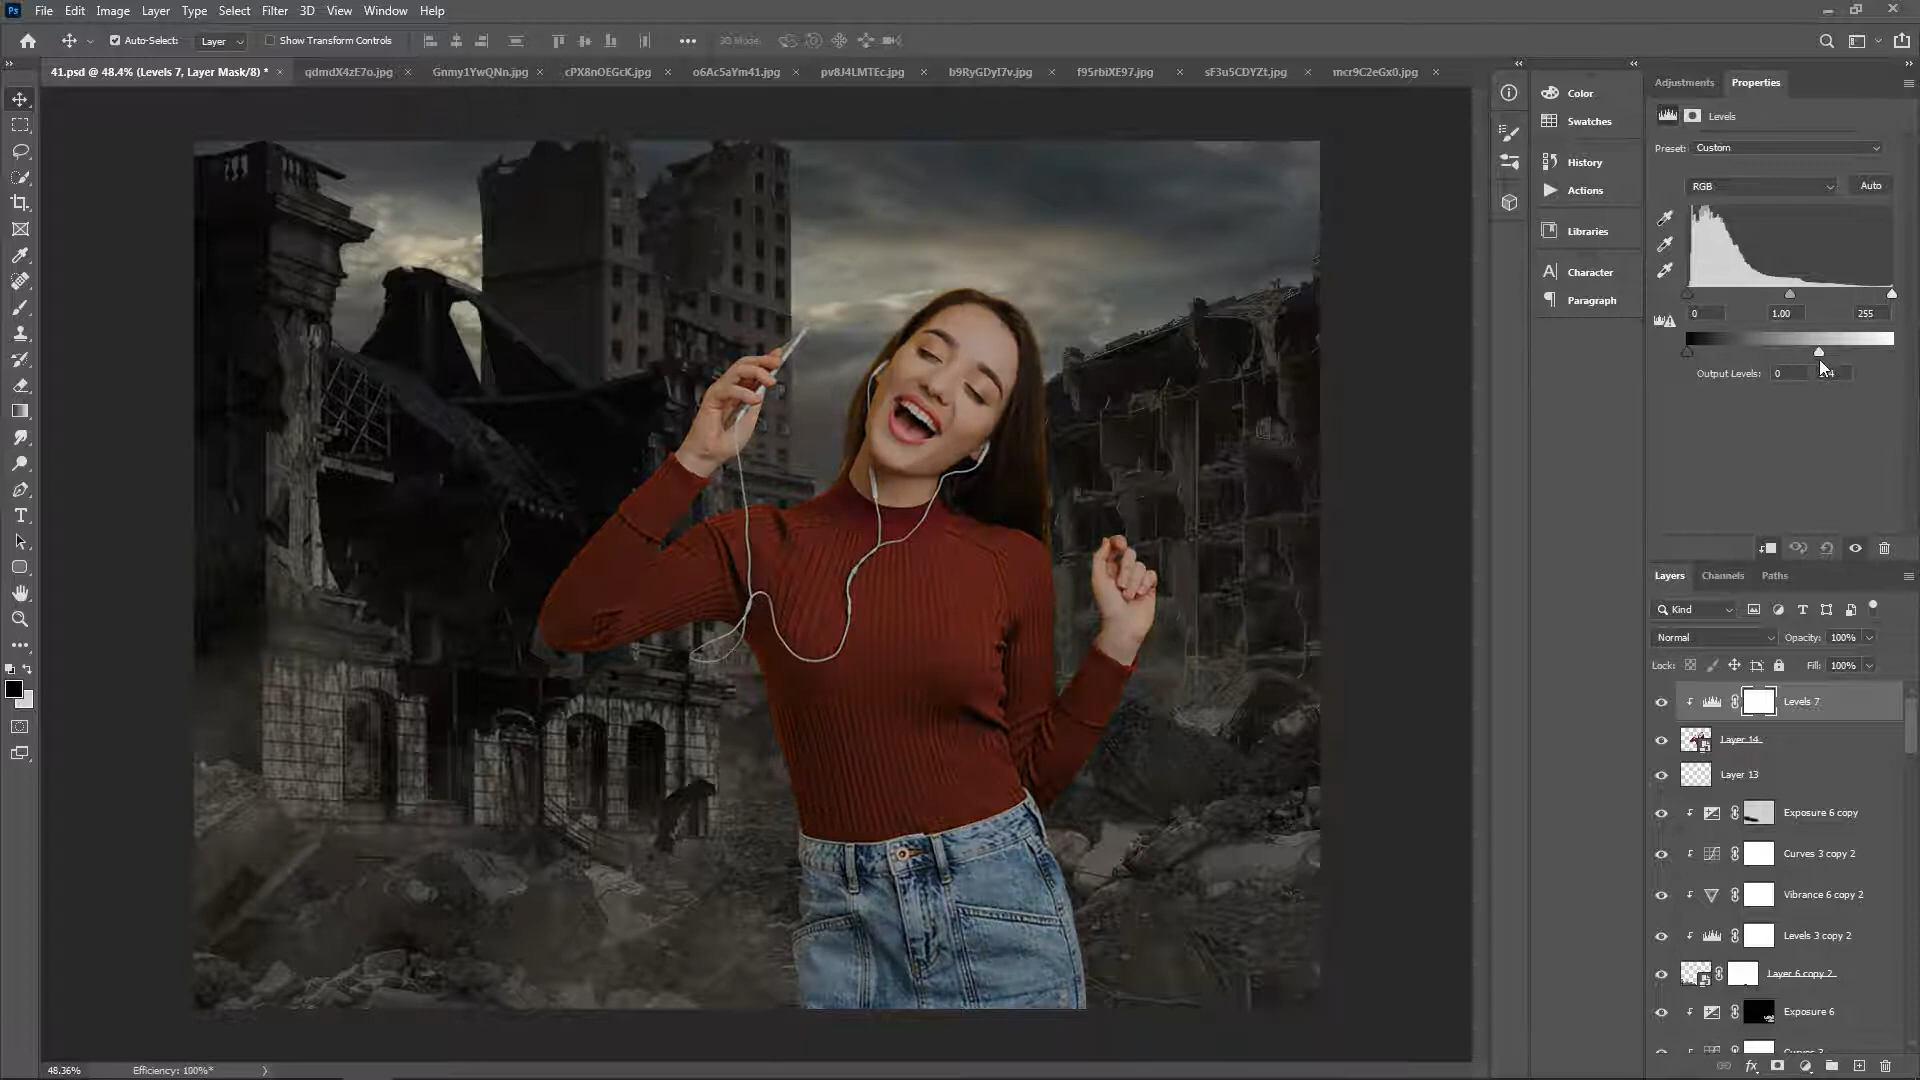 Ps File Edit Image Layer Type Select Filter 3D View Window Help
Auto-Select: Layer Show Transform Controls 3D Mode:
41.psd @ 48.4% (Levels 7, Layer Mask/8) * qdmdX4zE7o.jpg Gnmy1YwQNn.jpg cPX8nOEGcK.jpg o6Ac5aYm41.jpg pv8J4LMTEc.jpg b9RyGDyI7v.jpg f95rbiXE97.jpg sF3u5CDYZt.jpg mcr9C2eGx0.jpg
Color
Swatches
History
Actions
Libraries
Character
Paragraph
Adjustments Properties
Levels
Preset: Custom
RGB Auto
0 1.00 255
Output Levels: 0
Layers Channels Paths
Kind
Normal Opacity: 100%
Lock: Fill: 100%
Levels 7
Layer 14
Layer 13
Exposure 6 copy
Curves 3 copy 2
Vibrance 6 copy 2
Levels 3 copy 2
Layer 6 copy 2
Exposure 6
48.36% Efficiency: 100%*